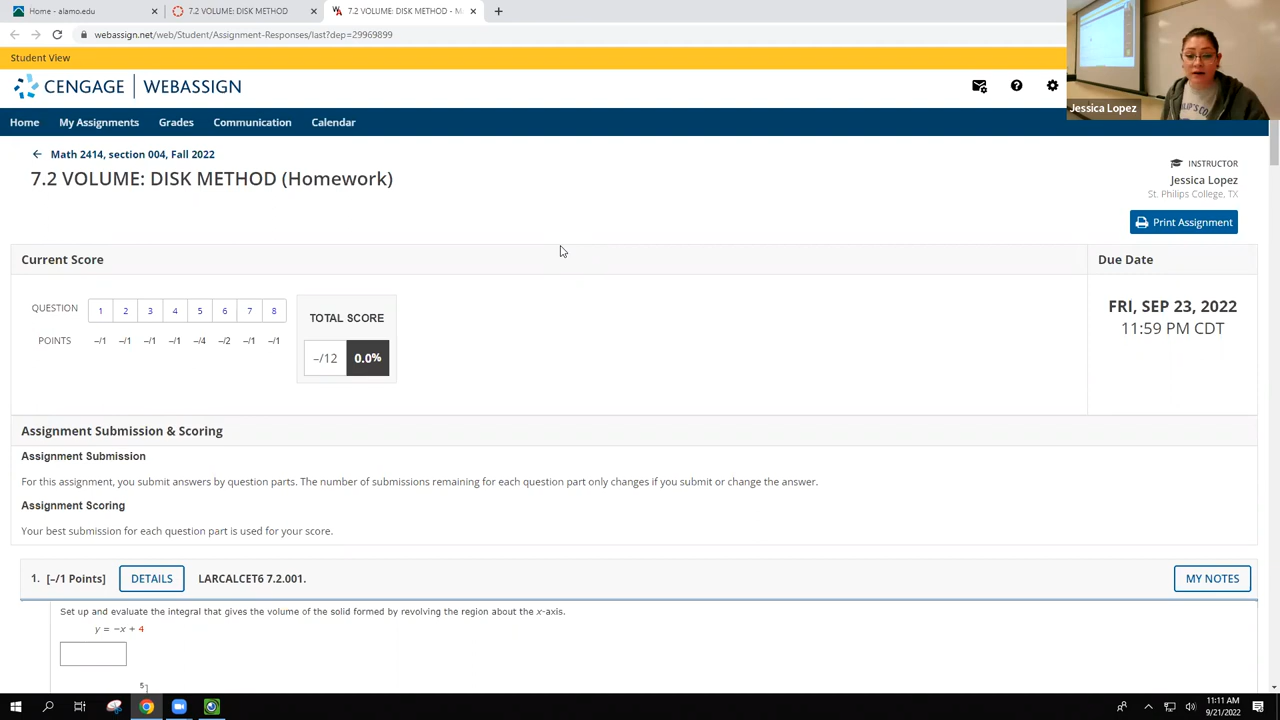 Home - alamo.edu
7.2 VOLUME: DISK METHOD
7.2 VOLUME: DISK METHOD - M
webassign.net/web/Student/Assignment-Responses/last?dep=29969899
Student View
CENGAGE | WEBASSIGN
Jessica Lopez
Home My Assignments Grades Communication Calendar
Math 2414, section 004, Fall 2022
7.2 VOLUME: DISK METHOD (Homework)
INSTRUCTOR
Jessica Lopez
St. Philips College, TX
Print Assignment
Current Score
Due Date
QUESTION 1 2 3 4 5 6 7 8
POINTS –/1 –/1 –/1 –/1 –/4 –/2 –/1 –/1
TOTAL SCORE
–/12 0.0%
FRI, SEP 23, 2022
11:59 PM CDT
Assignment Submission & Scoring
Assignment Submission
For this assignment, you submit answers by question parts. The number of submissions remaining for each question part only changes if you submit or change the answer.
Assignment Scoring
Your best submission for each question part is used for your score.
1. [–/1 Points] DETAILS LARCALCET6 7.2.001. MY NOTES
Set up and evaluate the integral that gives the volume of the solid formed by revolving the region about the x-axis.
y = −x + 4
5
11:11 AM
9/21/2022